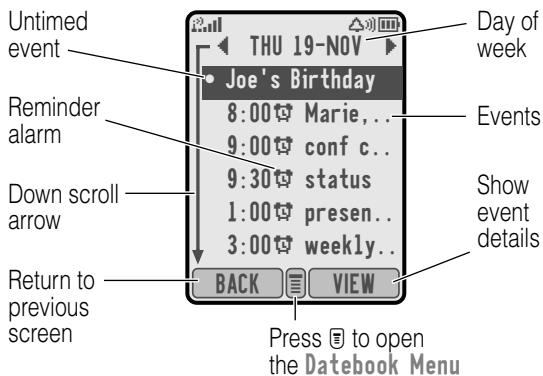 Untimed
event
Reminder
alarm
Down scroll
arrow
Return to
previous
screen
THU 19-NOV
Joe's Birthday
8:00 Marie,..
9:00 conf c..
9:30 status
1:00 presen..
3:00 weekly..
BACK VIEW
Day of
week
Events
Show
event
details
Press to open
the Datebook Menu